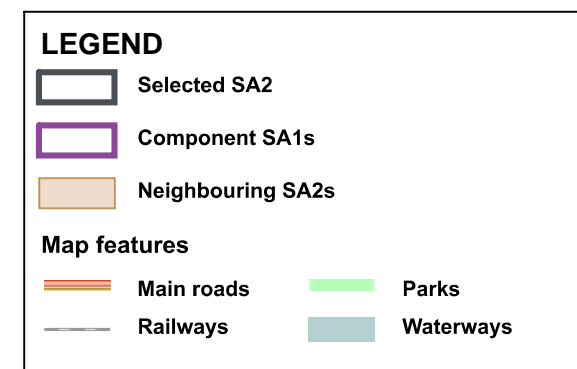 LEGEND
Selected SA2
Component SA1s
Neighbouring SA2s
Map features
Main roads
Parks
Railways
Waterways